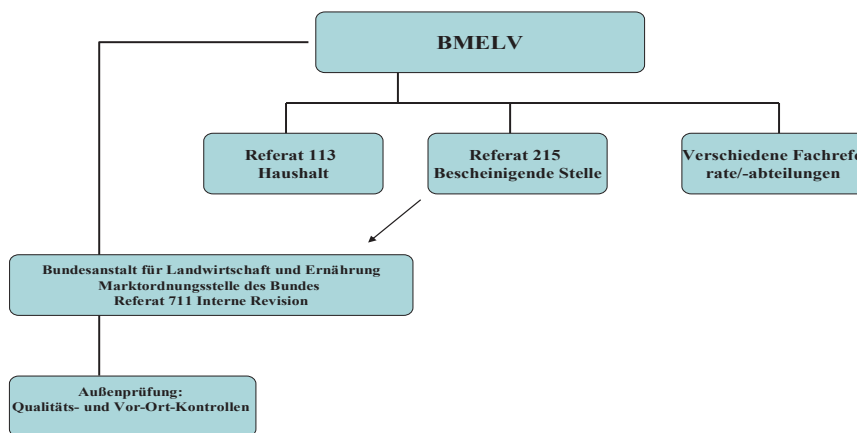 BMELV
Referat 113
Haushalt
Referat 215
Bescheinigende Stelle
Verschiedene Fachrefe
rate/-abteilungen
Bundesanstalt für Landwirtschaft und Ernährung
Marktordnungsstelle des Bundes
Referat 711 Interne Revision
Außenprüfung:
Qualitäts- und Vor-Ort-Kontrollen